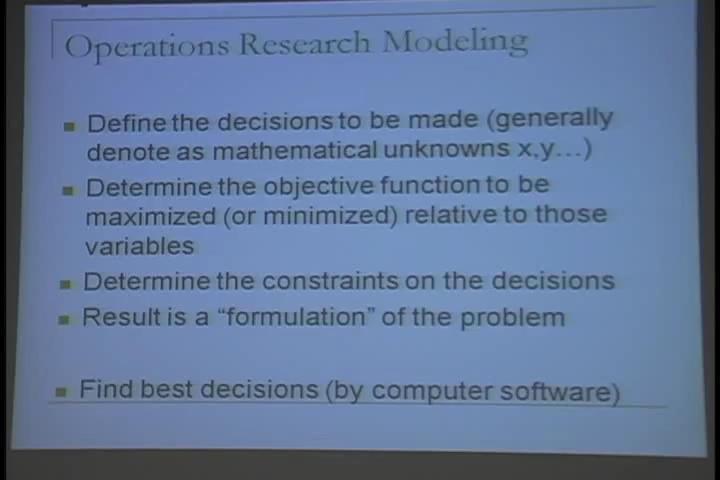 Operations Research Modeling
Define the decisions to be made (generally
denote as mathematical unknowns x,y…)
Determine the objective function to be
maximized (or minimized) relative to those
variables
Determine the constraints on the decisions
Result is a “formulation” of the problem
Find best decisions (by computer software)